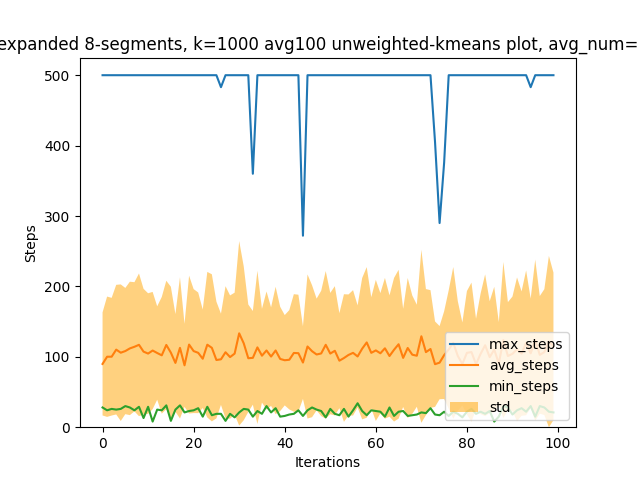 expanded 8-segments, k=1000 avg100 unweighted-kmeans plot, avg_num=
500
400
300
200
100
0
Steps
0
20
40
60
80
100
Iterations
max_steps
avg_steps
min_steps
std